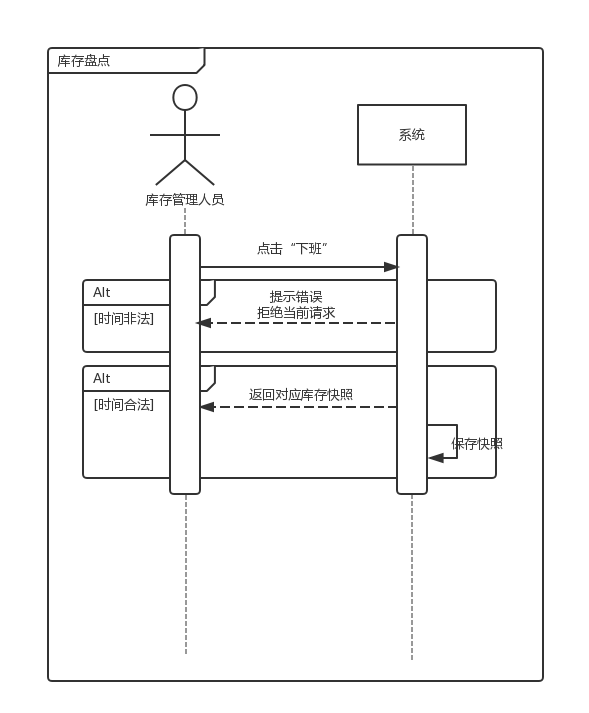 库存盘点
系统
库存管理人员
点击“下班”
Alt
提示错误
[时间非法]
拒绝当前请求
Alt
返回对应库存快照
[时间合法]
保存快照